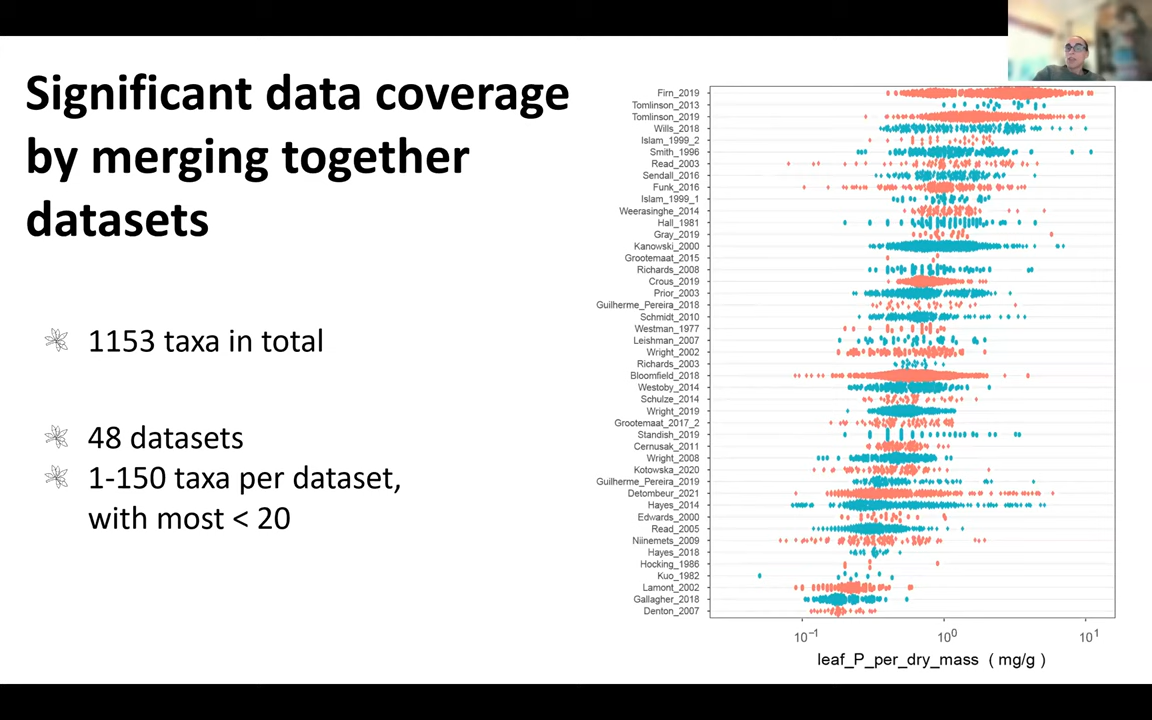 Significant data coverage
by merging together
datasets
1153 taxa in total
48 datasets
1-150 taxa per dataset,
with most < 20
Firn_2019
Tomlinson_2013
Tomlinson_2019
Wills_2018
Islam_1999_2
Smith_1996
Read_2003
Sendall_2016
Funk_2016
Islam_1999_1
Weerasinghe_2014
Hall_1981
Gray_2019
Kanowski_2000
Grootemaat_2015
Richards_2008
Crous_2019
Prior_2003
Guilherme_Pereira_2018
Schmidt_2010
Westman_1977
Leishman_2007
Wright_2002
Richards_2003
Bloomfield_2018
Westoby_2014
Schulze_2014
Wright_2019
Grootemaat_2017_2
Standish_2019
Cernusak_2011
Wright_2008
Kotowska_2020
Guilherme_Pereira_2019
Detombeur_2021
Hayes_2014
Edwards_2000
Read_2005
Niinemets_2009
Hayes_2018
Hocking_1986
Kuo_1982
Lamont_2002
Gallagher_2018
Denton_2007
10⁻¹ 10⁰ 10¹
leaf_P_per_dry_mass ( mg/g )